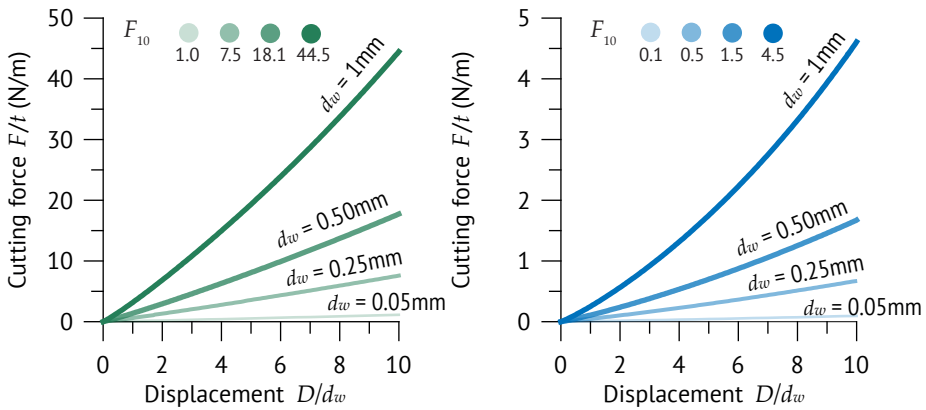 F₁₀
1.0 7.5 18.1 44.5
Cutting force F/t (N/m)
50
40
30
20
10
0
dw = 1mm
dw = 0.50mm
dw = 0.25mm
dw = 0.05mm
0 2 4 6 8 10
Displacement D/dw
F₁₀
0.1 0.5 1.5 4.5
Cutting force F/t (N/m)
5
4
3
2
1
0
dw = 1mm
dw = 0.50mm
dw = 0.25mm
dw = 0.05mm
0 2 4 6 8 10
Displacement D/dw